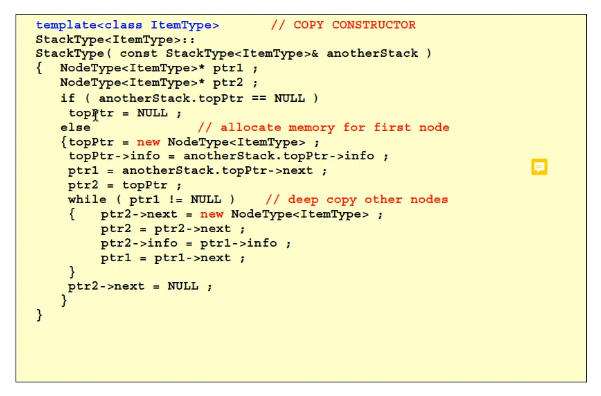 template<class ItemType> // COPY CONSTRUCTOR
StackType<ItemType>::
StackType( const StackType<ItemType>& anotherStack )
{ NodeType<ItemType>* ptr1 ;
NodeType<ItemType>* ptr2 ;
if ( anotherStack.topPtr == NULL )
topPtr = NULL ;
else // allocate memory for first node
{topPtr = new NodeType<ItemType> ;
topPtr->info = anotherStack.topPtr->info ;
ptr1 = anotherStack.topPtr->next ;
ptr2 = topPtr ;
while ( ptr1 != NULL ) // deep copy other nodes
{ ptr2->next = new NodeType<ItemType> ;
ptr2 = ptr2->next ;
ptr2->info = ptr1->info ;
ptr1 = ptr1->next ;
}
ptr2->next = NULL ;
}
}